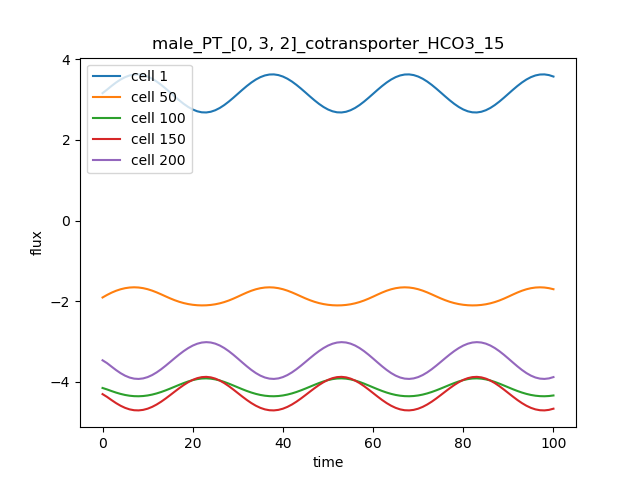 male_PT_[0, 3, 2]_cotransporter_HCO3_15
cell 1
cell 50
cell 100
cell 150
cell 200
flux
4
2
0
−2
−4
0
20
40
60
80
100
time